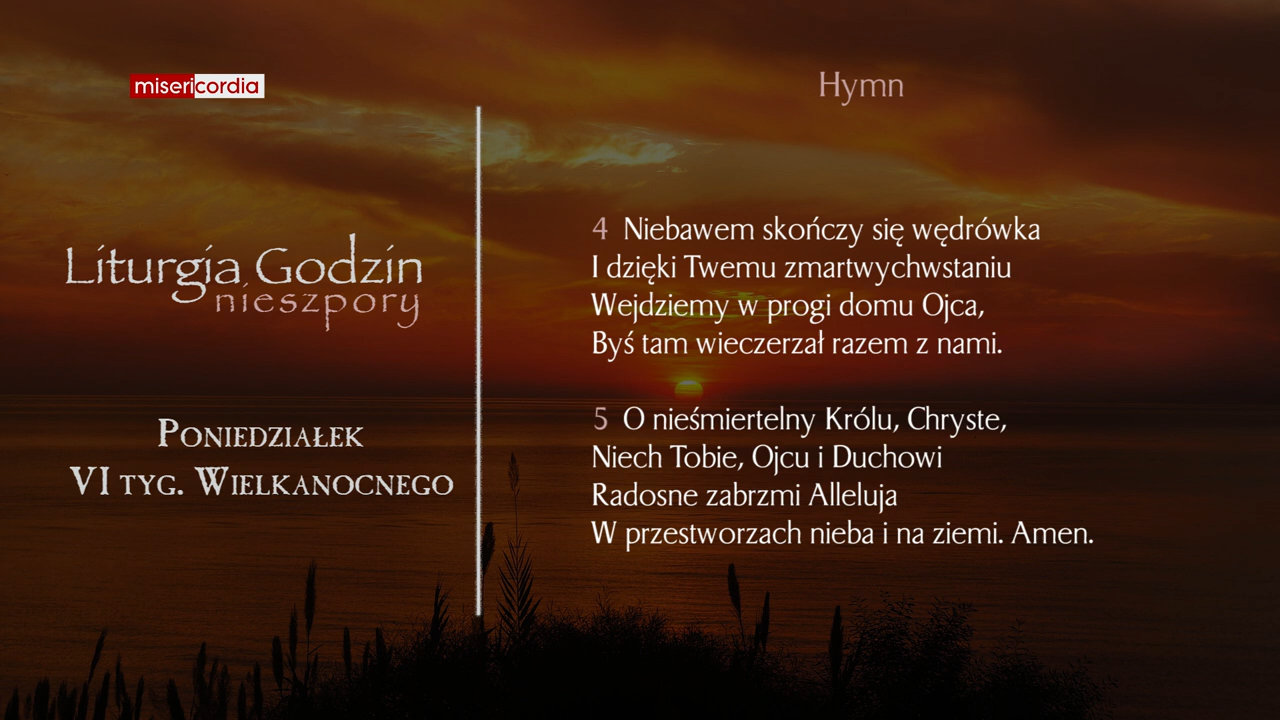 misericordia
Hymn
Liturgia Godzin
nieszpory
Poniedziałek
VI tyg. Wielkanocnego
4 Niebawem skończy się wędrówka
I dzięki Twemu zmartwychwstaniu
Wejdziemy w progi domu Ojca,
Byś tam wieczerzał razem z nami.
5 O nieśmiertelny Królu, Chryste,
Niech Tobie, Ojcu i Duchowi
Radosne zabrzmi Alleluja
W przestworzach nieba i na ziemi. Amen.